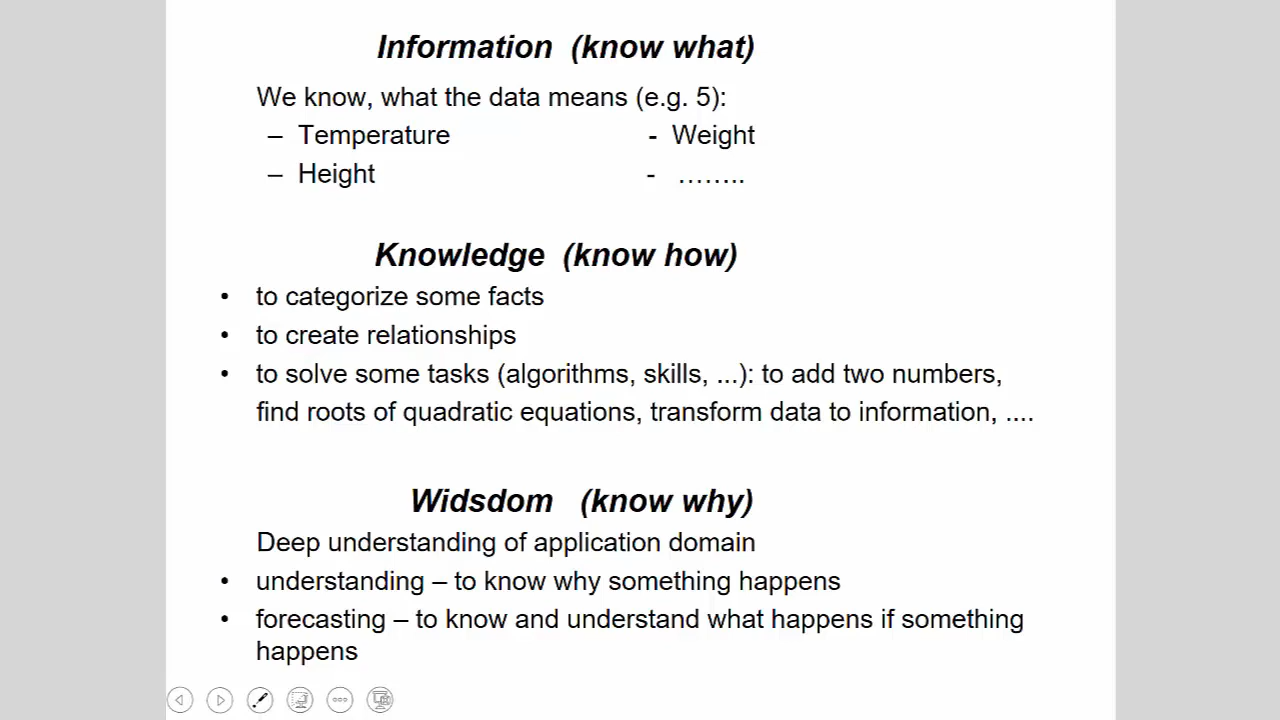 Information (know what)
We know, what the data means (e.g. 5):
– Temperature - Weight
– Height - ……..
Knowledge (know how)
• to categorize some facts
• to create relationships
• to solve some tasks (algorithms, skills, ...): to add two numbers,
find roots of quadratic equations, transform data to information, ....
Widsdom (know why)
Deep understanding of application domain
• understanding – to know why something happens
• forecasting – to know and understand what happens if something
happens